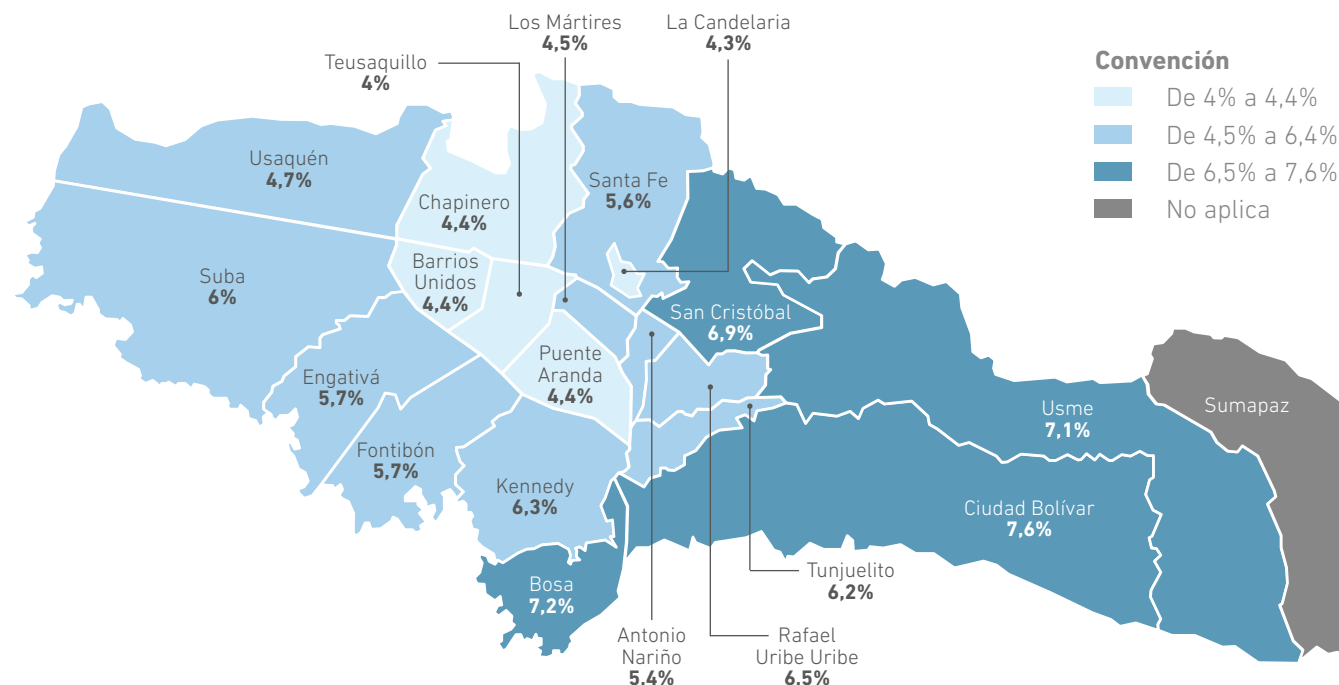 Los Mártires
4,5%
La Candelaria
4,3%
Teusaquillo
4%
Convención
De 4% a 4,4%
De 4,5% a 6,4%
De 6,5% a 7,6%
No aplica
Usaquén
4,7%
Chapinero
4,4%
Santa Fe
5,6%
Suba
6%
Barrios
Unidos
4,4%
San Cristóbal
6,9%
Puente
Aranda
4,4%
Engativá
5,7%
Fontibón
5,7%
Kennedy
6,3%
Usme
7,1%
Sumapaz
Ciudad Bolívar
7,6%
Bosa
7,2%
Tunjuelito
6,2%
Antonio
Nariño
5,4%
Rafael
Uribe Uribe
6,5%